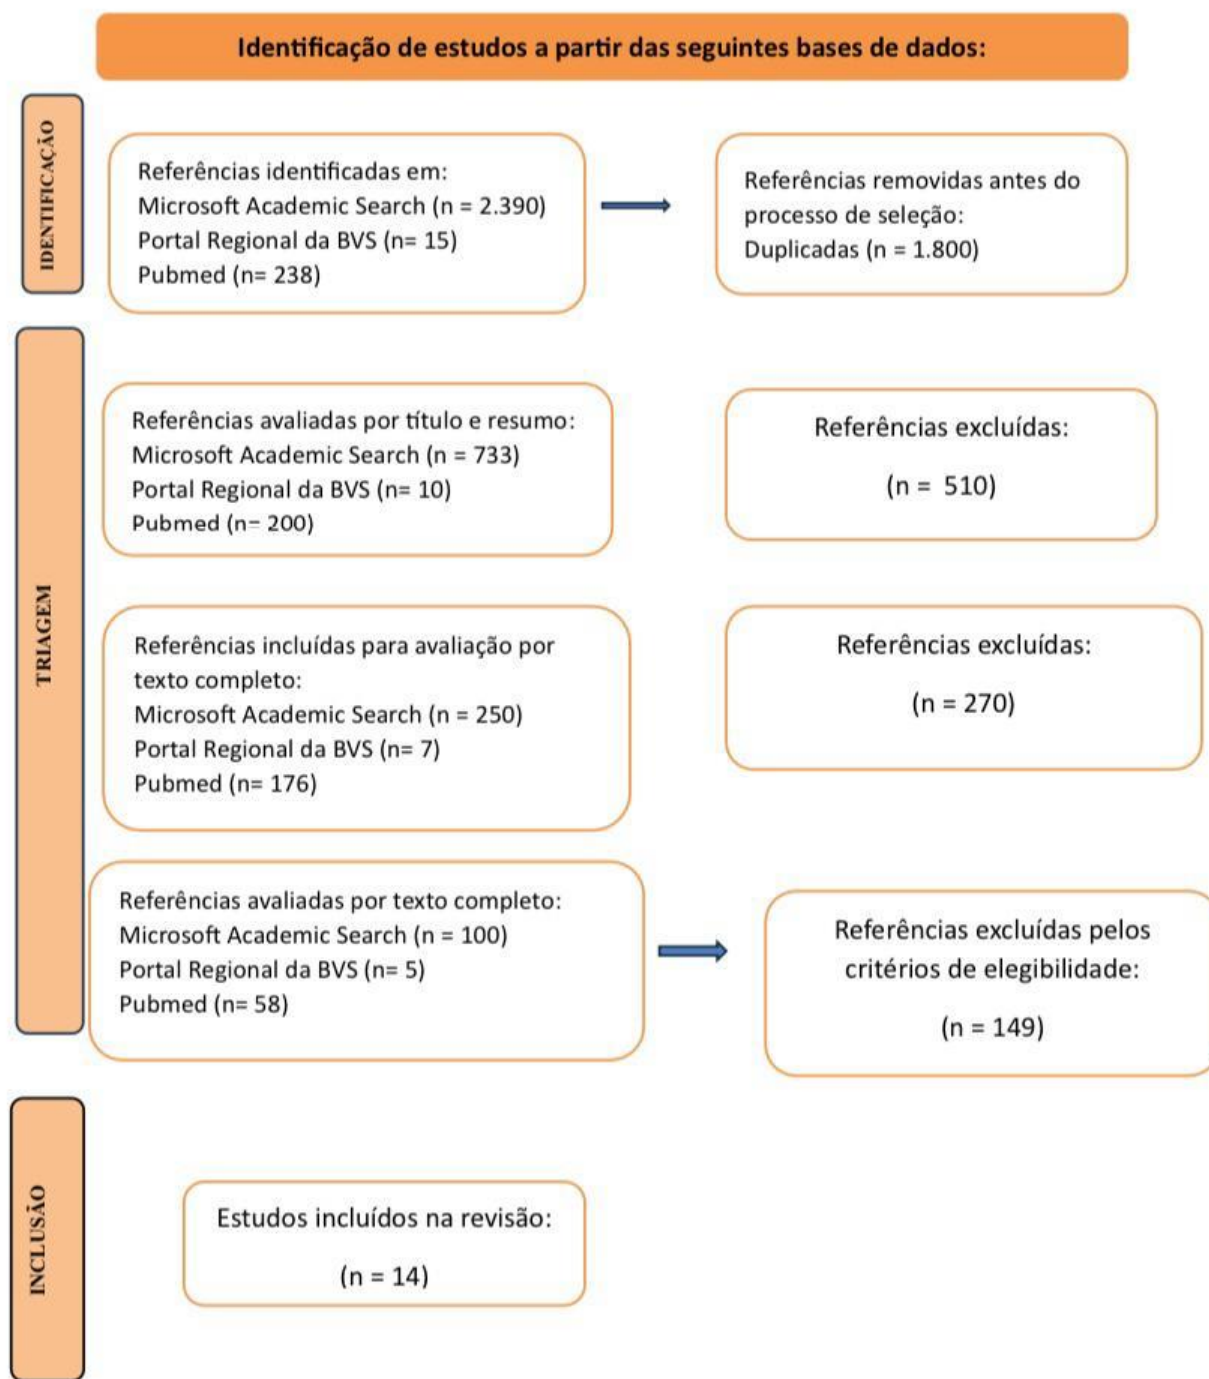 Identificação de estudos a partir das seguintes bases de dados:
IDENTIFICAÇÃO
Referências identificadas em:
Microsoft Academic Search (n = 2.390)
Portal Regional da BVS (n= 15)
Pubmed (n= 238)
Referências removidas antes do
processo de seleção:
Duplicadas (n = 1.800)
TRIAGEM
Referências avaliadas por título e resumo:
Microsoft Academic Search (n = 733)
Portal Regional da BVS (n= 10)
Pubmed (n= 200)
Referências excluídas:
(n = 510)
Referências incluídas para avaliação por
texto completo:
Microsoft Academic Search (n = 250)
Portal Regional da BVS (n= 7)
Pubmed (n= 176)
Referências excluídas:
(n = 270)
Referências avaliadas por texto completo:
Microsoft Academic Search (n = 100)
Portal Regional da BVS (n= 5)
Pubmed (n= 58)
Referências excluídas pelos
critérios de elegibilidade:
(n = 149)
INCLUSÃO
Estudos incluídos na revisão:
(n = 14)